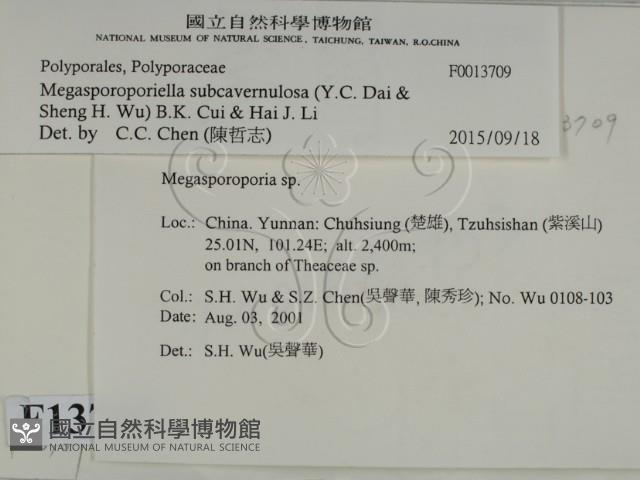 國立自然科學博物館
NATIONAL MUSEUM OF NATURAL SCIENCE, TAICHUNG, TAIWAN, R.O.CHINA
Polyporales, Polyporaceae F0013709
Megasporoporiella subcavernulosa (Y.C. Dai &
Sheng H. Wu) B.K. Cui & Hai J. Li
Det. by C.C. Chen (陳哲志) 2015/09/18
3709
Megasporoporia sp.
Loc.: China. Yunnan: Chuhsiung (楚雄), Tzuhsishan (紫溪山)
25.01N, 101.24E; alt. 2,400m;
on branch of Theaceae sp.
Col.: S.H. Wu & S.Z. Chen(吳聲華, 陳秀珍); No. Wu 0108-103
Date: Aug. 03, 2001
Det.: S.H. Wu(吳聲華)
F137
國立自然科學博物館
NATIONAL MUSEUM OF NATURAL SCIENCE